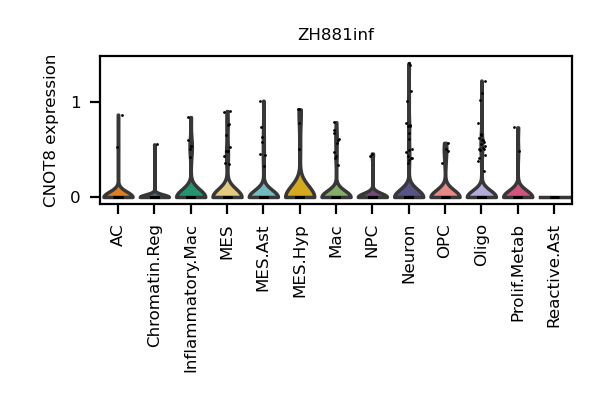 ZH881inf
CNOT8 expression
1
0
AC
Chromatin.Reg
Inflammatory.Mac
MES
MES.Ast
MES.Hyp
Mac
NPC
Neuron
OPC
Oligo
Prolif.Metab
Reactive.Ast